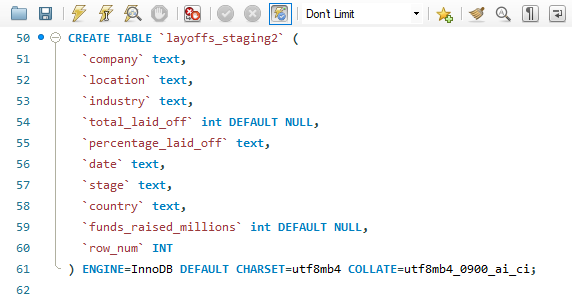 Don't Limit
50 CREATE TABLE `layoffs_staging2` (
51 `company` text,
52 `location` text,
53 `industry` text,
54 `total_laid_off` int DEFAULT NULL,
55 `percentage_laid_off` text,
56 `date` text,
57 `stage` text,
58 `country` text,
59 `funds_raised_millions` int DEFAULT NULL,
60 `row_num` INT
61 ) ENGINE=InnoDB DEFAULT CHARSET=utf8mb4 COLLATE=utf8mb4_0900_ai_ci;
62